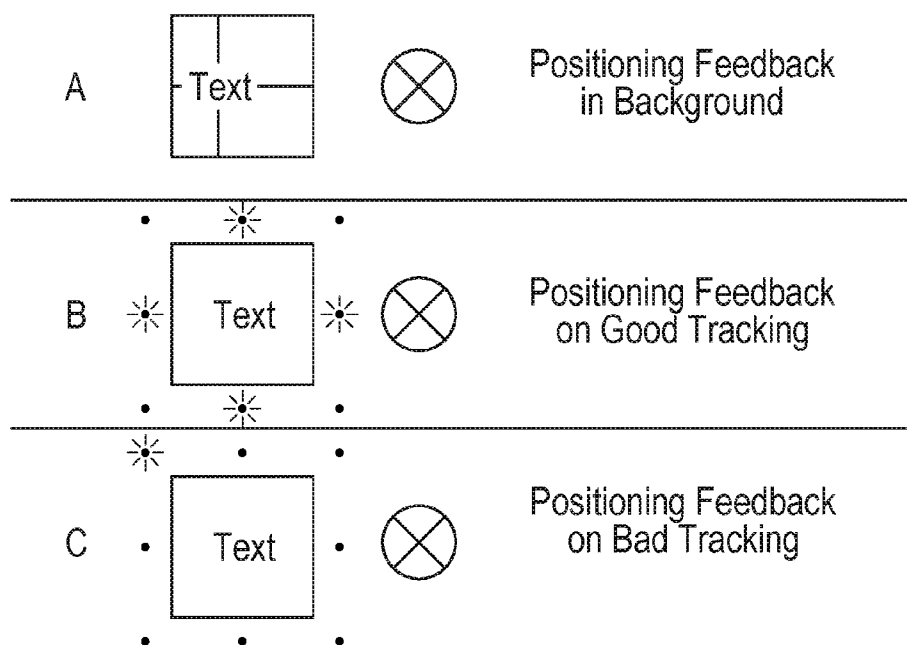 A
Text
Positioning Feedback
in Background
B
Text
Positioning Feedback
on Good Tracking
C
Text
Positioning Feedback
on Bad Tracking